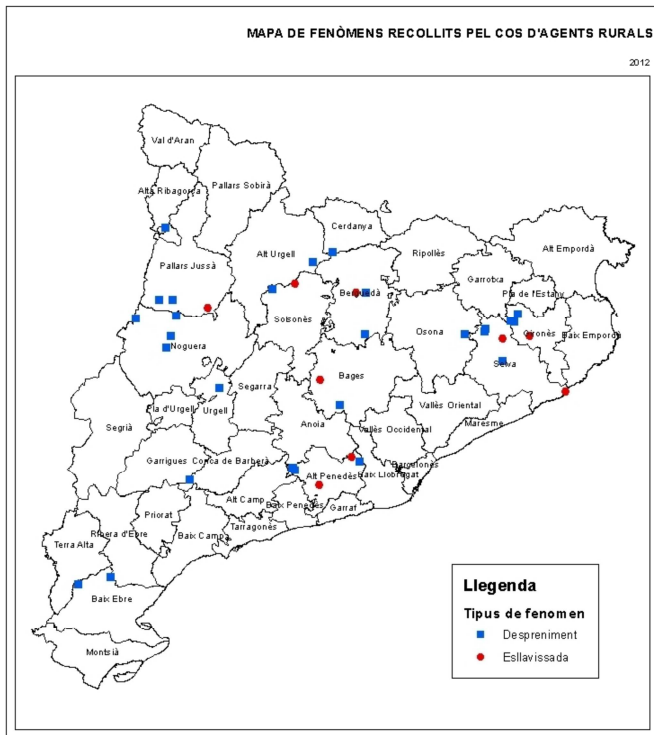 MAPA DE FENÒMENS RECOLLITS PEL COS D'AGENTS RURALS
2012
Val d'Aran
Alta Ribagorça
Pallars Sobirà
Cerdanya
Alt Urgell
Ripollès
Alt Empordà
Pallars Jussà
Garrotxa
Pla de l'Estany
Berguedà
Solsonès
Osona
Gironès
Baix Empordà
Noguera
Selva
Bages
Segarra
Pla d'Urgell
Urgell
Vallès Oriental
Maresme
Segrià
Anoia
Vallès Occidental
Garrigues
Conca de Barberà
Barcelonès
Alt Penedès
Baix Llobregat
Alt Camp
Baix Penedès
Garraf
Priorat
Tarragonès
Ribera d'Ebre
Baix Camp
Terra Alta
Baix Ebre
Montsià
Llegenda
Tipus de fenomen
Despreniment
Esllavissada